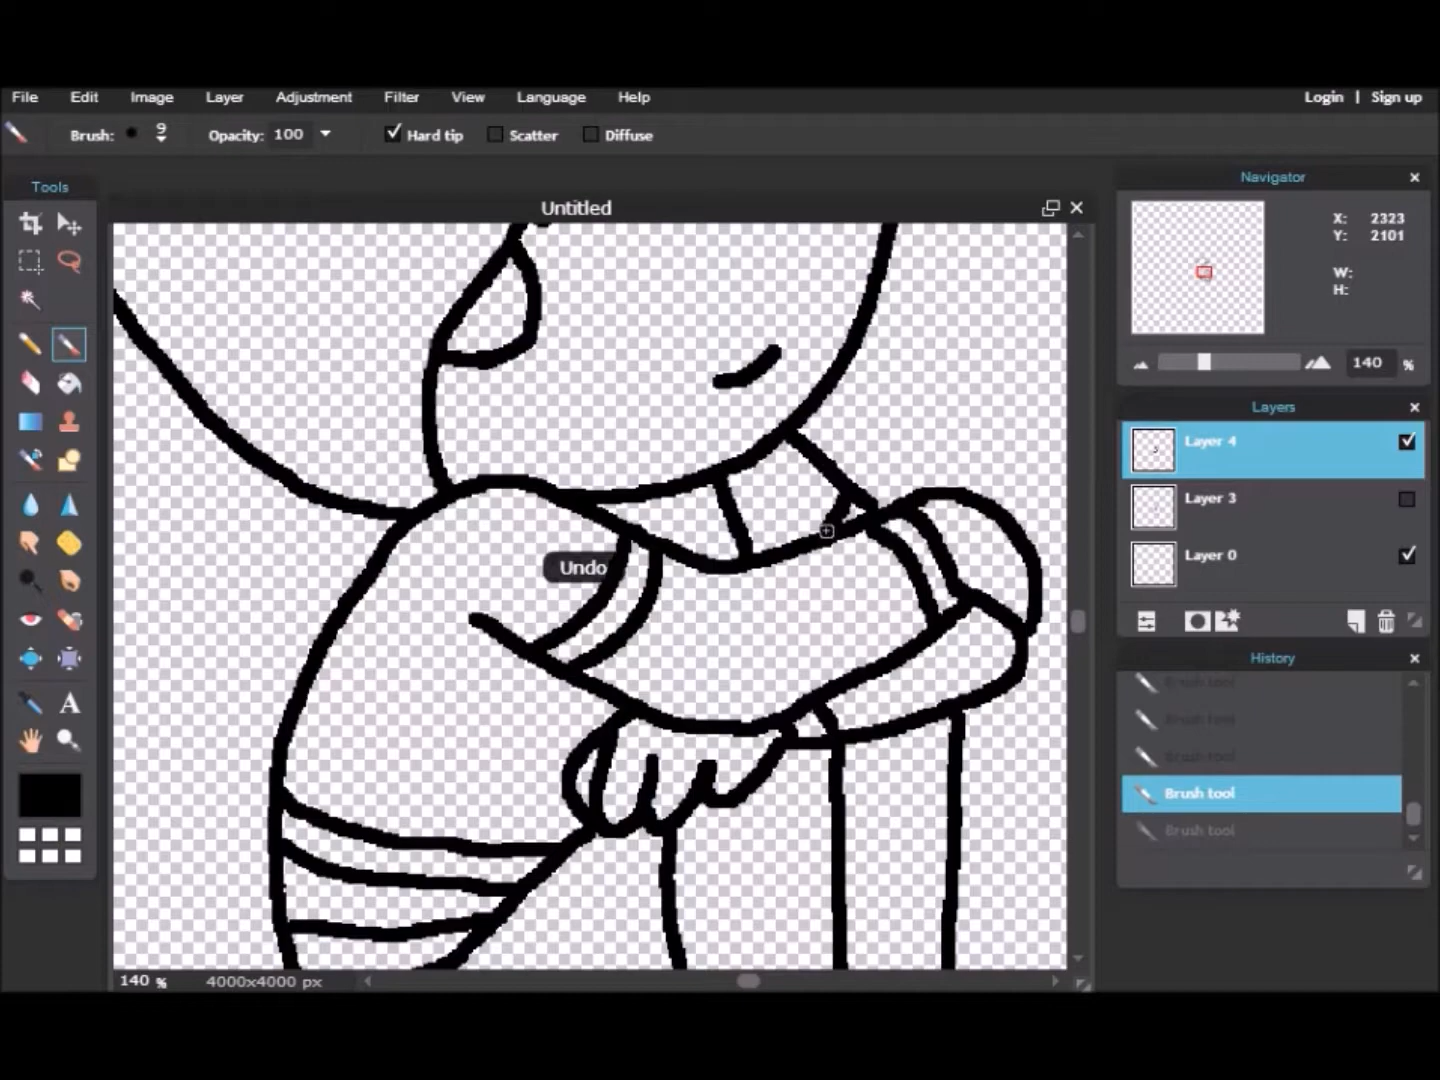 File Edit Image Layer Adjustment Filter View Language Help Login | Sign up
Brush: 9 Opacity: 100 Hard tip Scatter Diffuse
Tools
Untitled
Undo
140 % 4000x4000 px
Navigator
X: 2323
Y: 2101
W:
H:
140 %
Layers
Layer 4
Layer 3
Layer 0
History
Brush tool
Brush tool
Brush tool
Brush tool
Brush tool
A